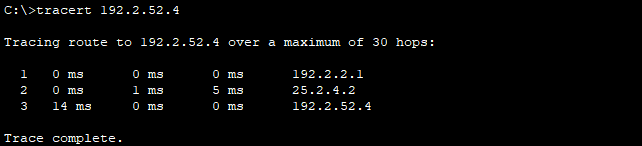 C:\>tracert 192.2.52.4
Tracing route to 192.2.52.4 over a maximum of 30 hops:
1 0 ms 0 ms 0 ms 192.2.2.1
2 0 ms 1 ms 5 ms 25.2.4.2
3 14 ms 0 ms 0 ms 192.2.52.4
Trace complete.